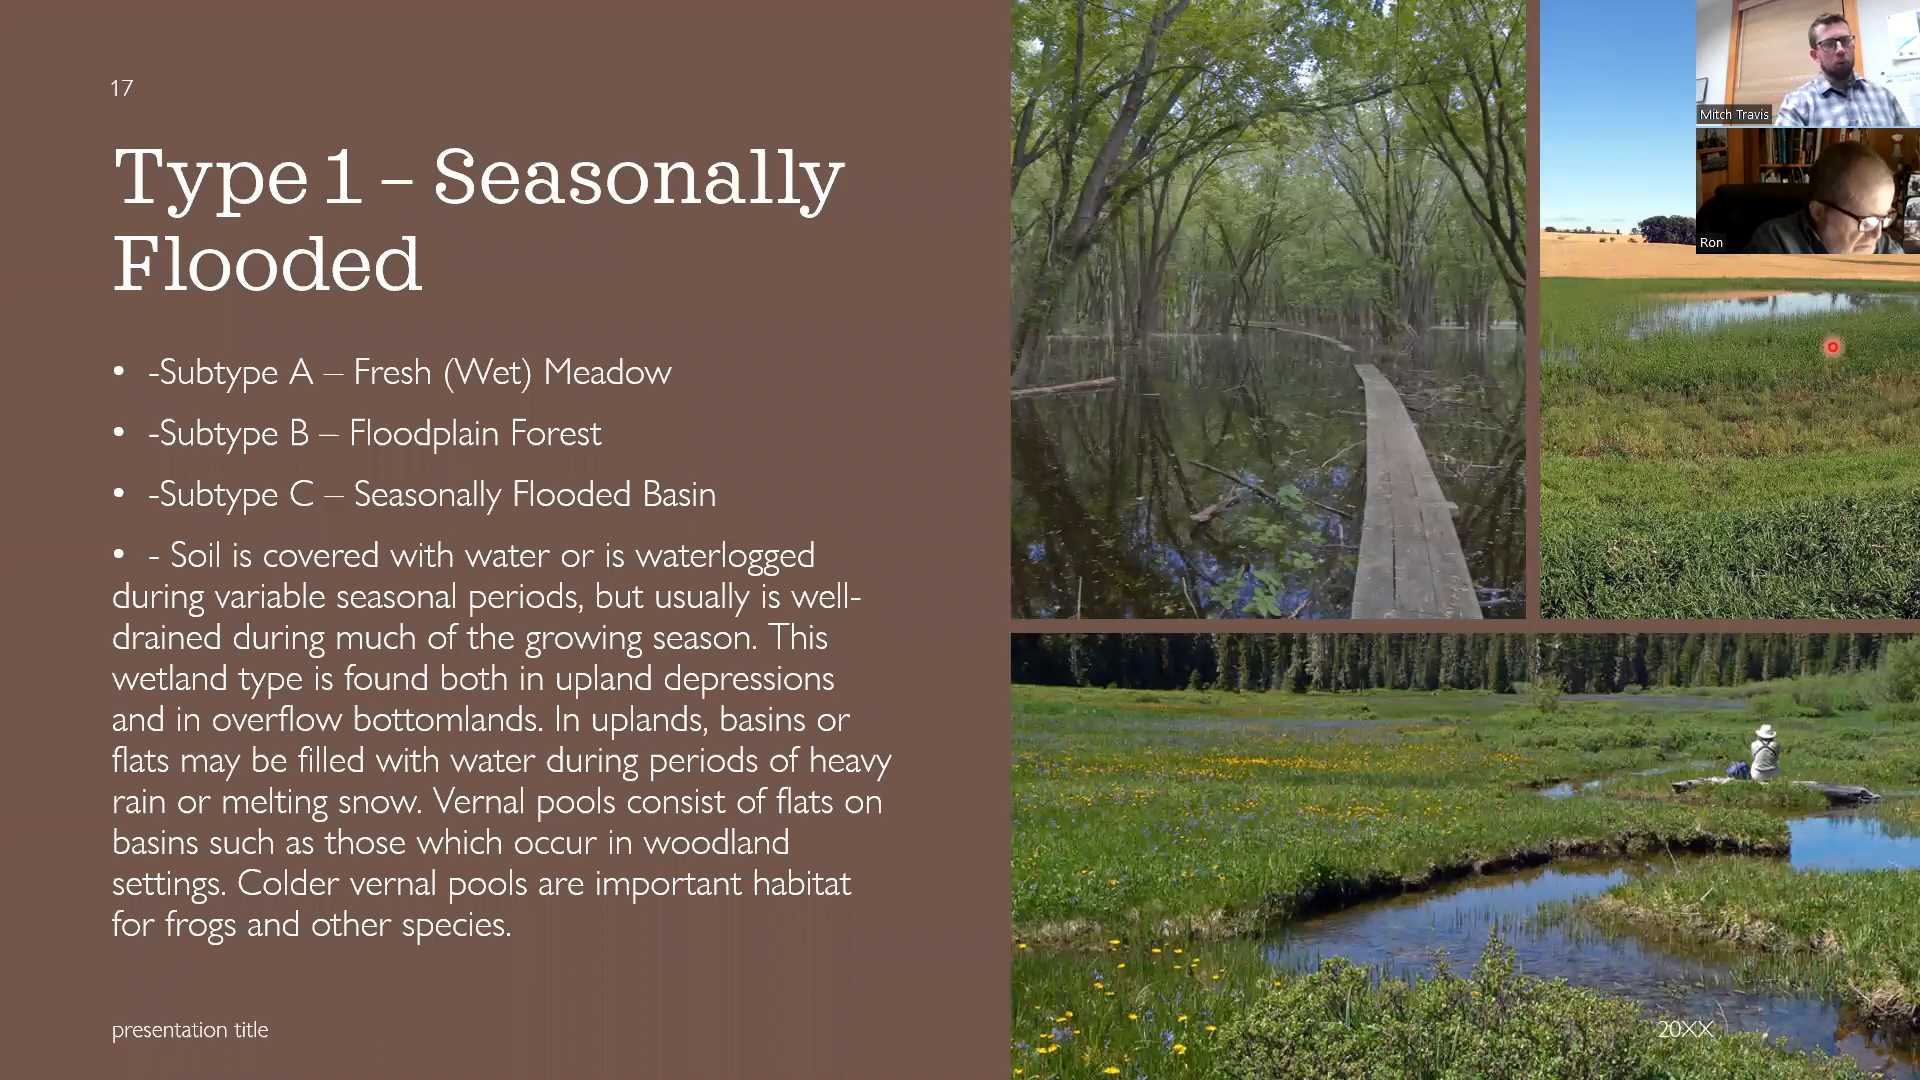 17
Type 1 – Seasonally
Flooded
• -Subtype A – Fresh (Wet) Meadow
• -Subtype B – Floodplain Forest
• -Subtype C – Seasonally Flooded Basin
• - Soil is covered with water or is waterlogged
during variable seasonal periods, but usually is well-
drained during much of the growing season. This
wetland type is found both in upland depressions
and in overflow bottomlands. In uplands, basins or
flats may be filled with water during periods of heavy
rain or melting snow. Vernal pools consist of flats on
basins such as those which occur in woodland
settings. Colder vernal pools are important habitat
for frogs and other species.
presentation title
20XX
Mitch Travis
Ron